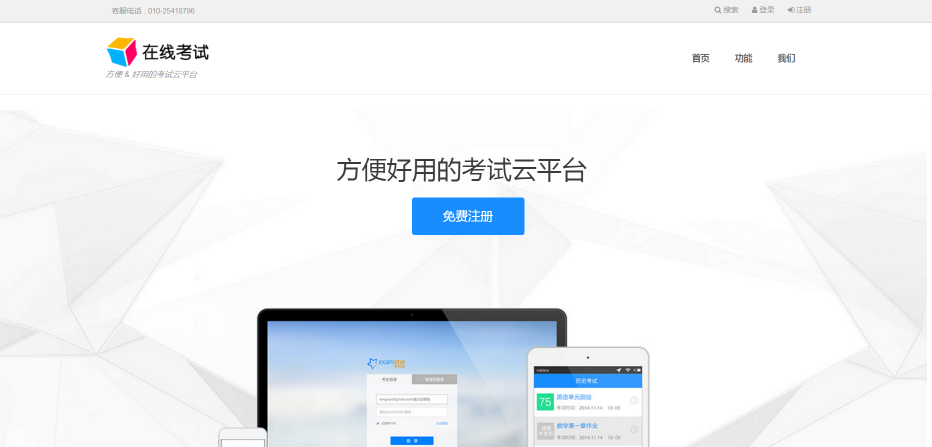 客服电话 : 010-25418796
搜索 登录 注册
在线考试
方便 & 好用的考试云平台
首页 功能 我们
方便好用的考试云平台
免费注册
examstar
登 录
历史考试
75
英语单元测验
考试时间: 2014.11-14 13: 05
数学第一章作业
考试时间: 2014.11-14 13: 05